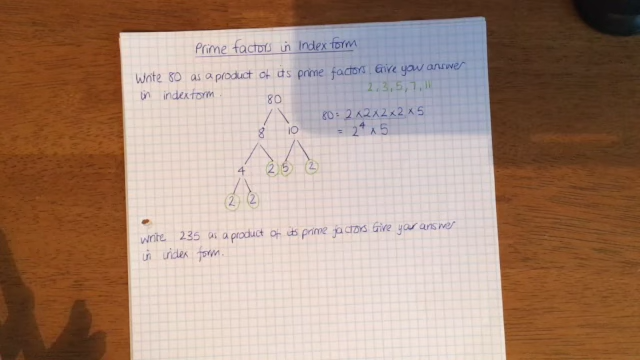 Prime factors in Index form
Write 80 as a product of its prime factors. Give your answer
in index form.
2, 3, 5, 7, 11
80
80 = 2 × 2 × 2 × 2 × 5
= 2⁴ × 5
8 10
4 2 5 2
2 2
Write 235 as a product of its prime factors Give your answer
in index form.